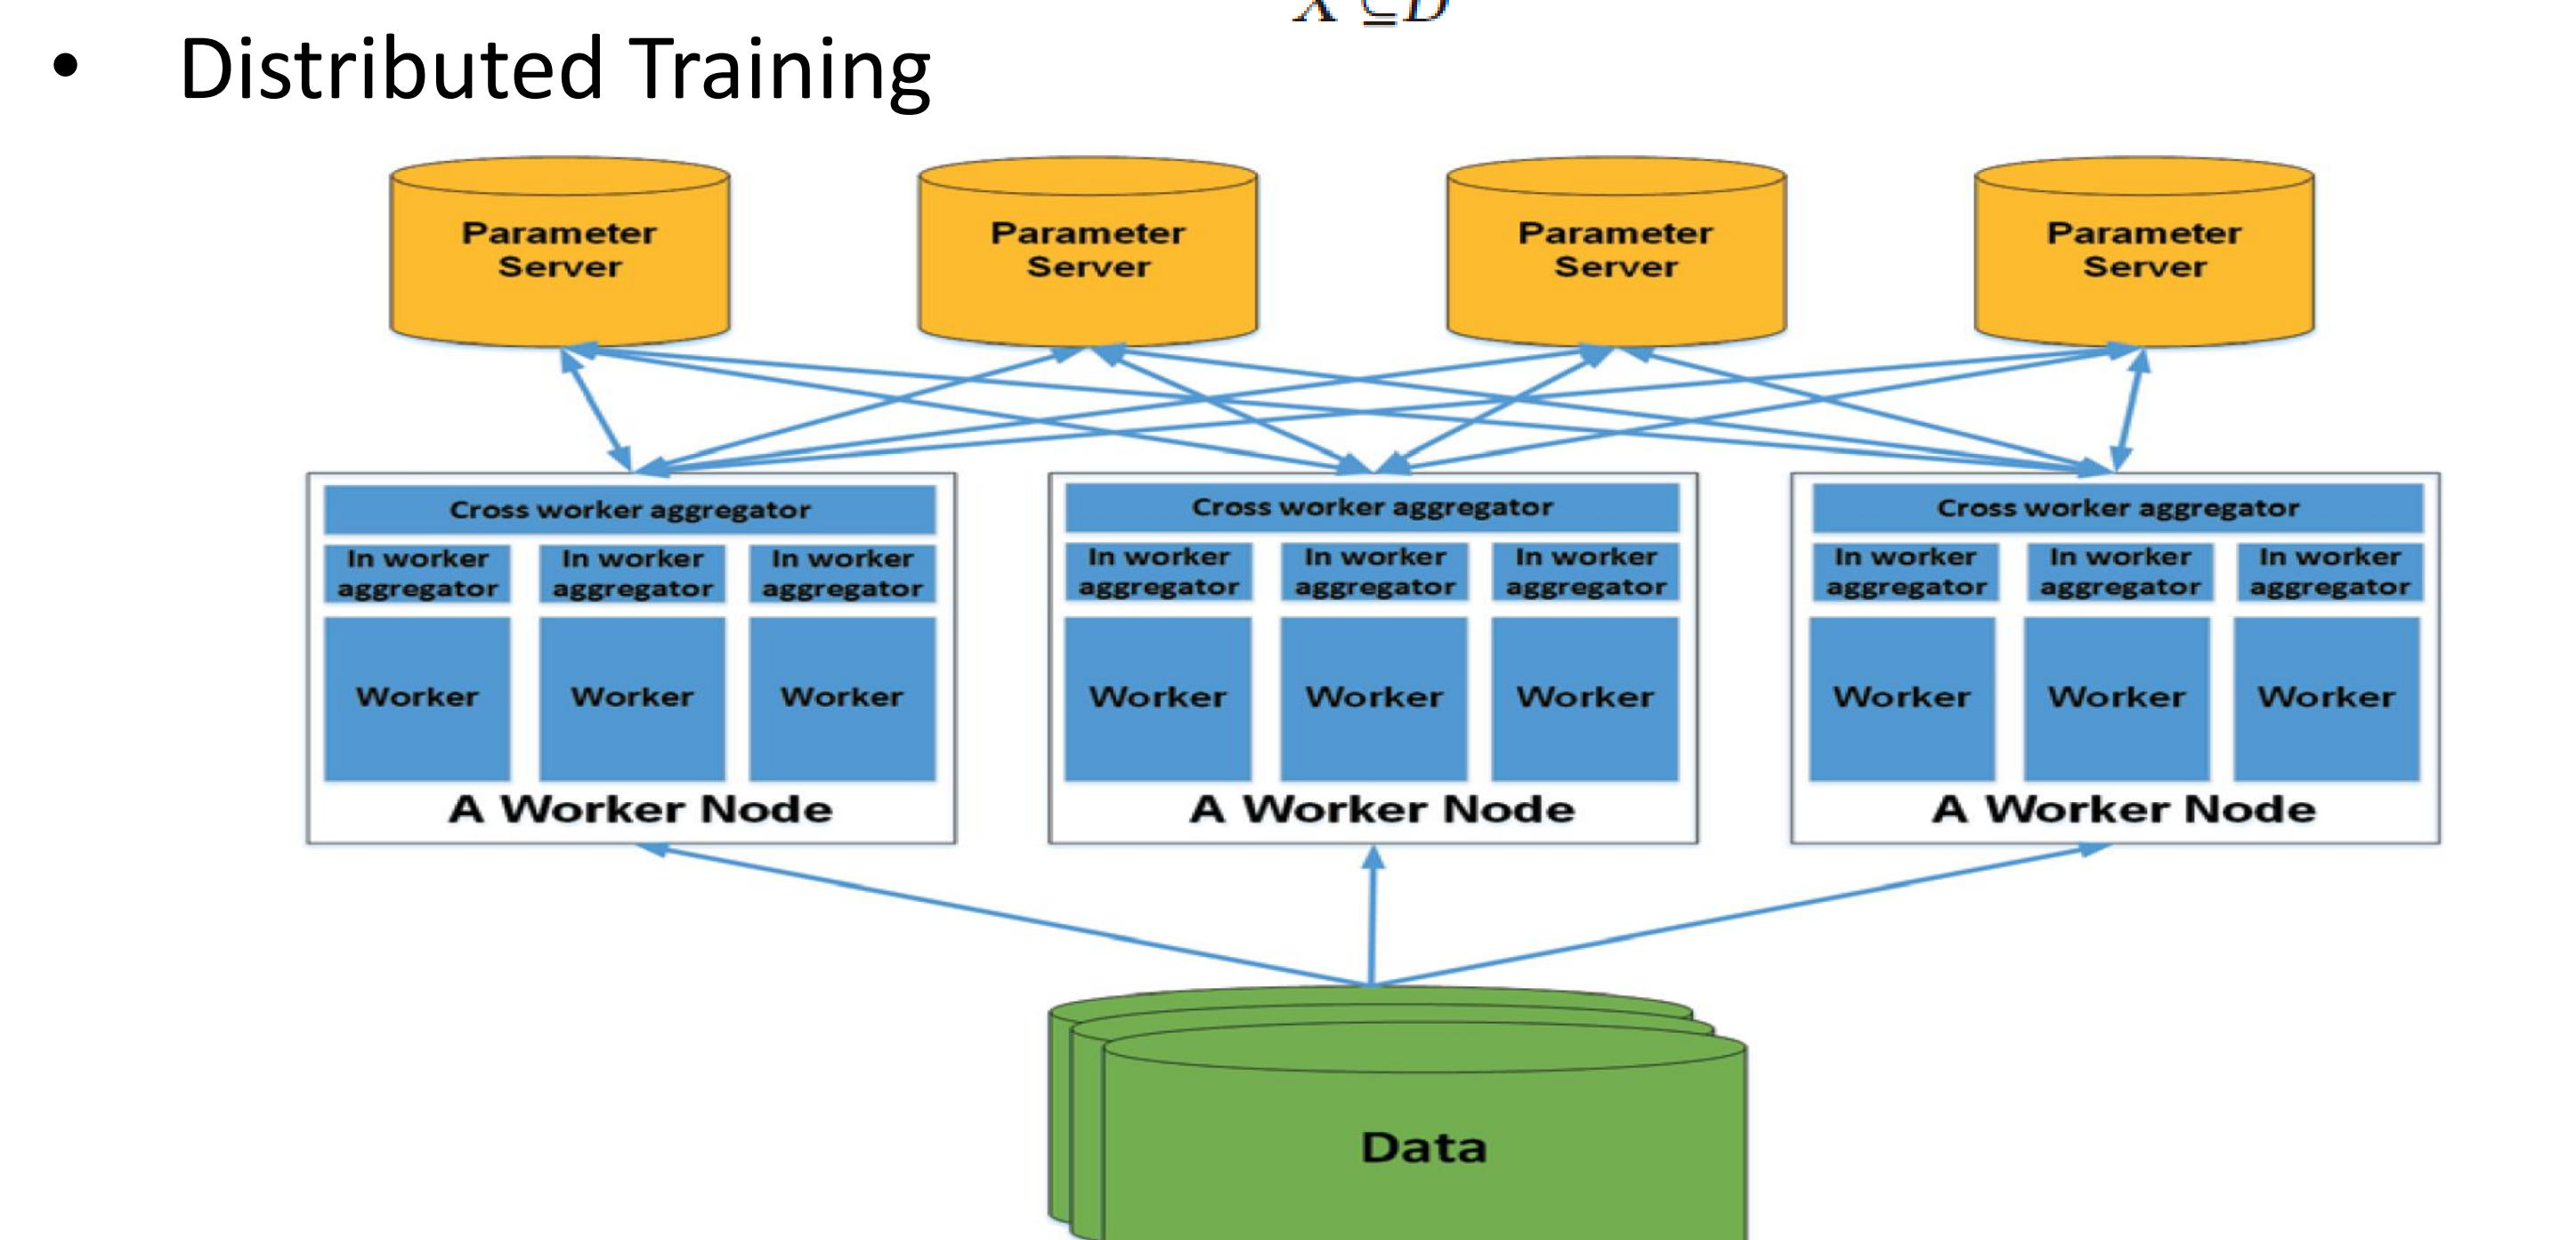 X ⊆ D
• Distributed Training
Parameter Server
Parameter Server
Parameter Server
Parameter Server
Cross worker aggregator
In worker aggregator
In worker aggregator
In worker aggregator
Worker
Worker
Worker
A Worker Node
Cross worker aggregator
In worker aggregator
In worker aggregator
In worker aggregator
Worker
Worker
Worker
A Worker Node
Cross worker aggregator
In worker aggregator
In worker aggregator
In worker aggregator
Worker
Worker
Worker
A Worker Node
Data